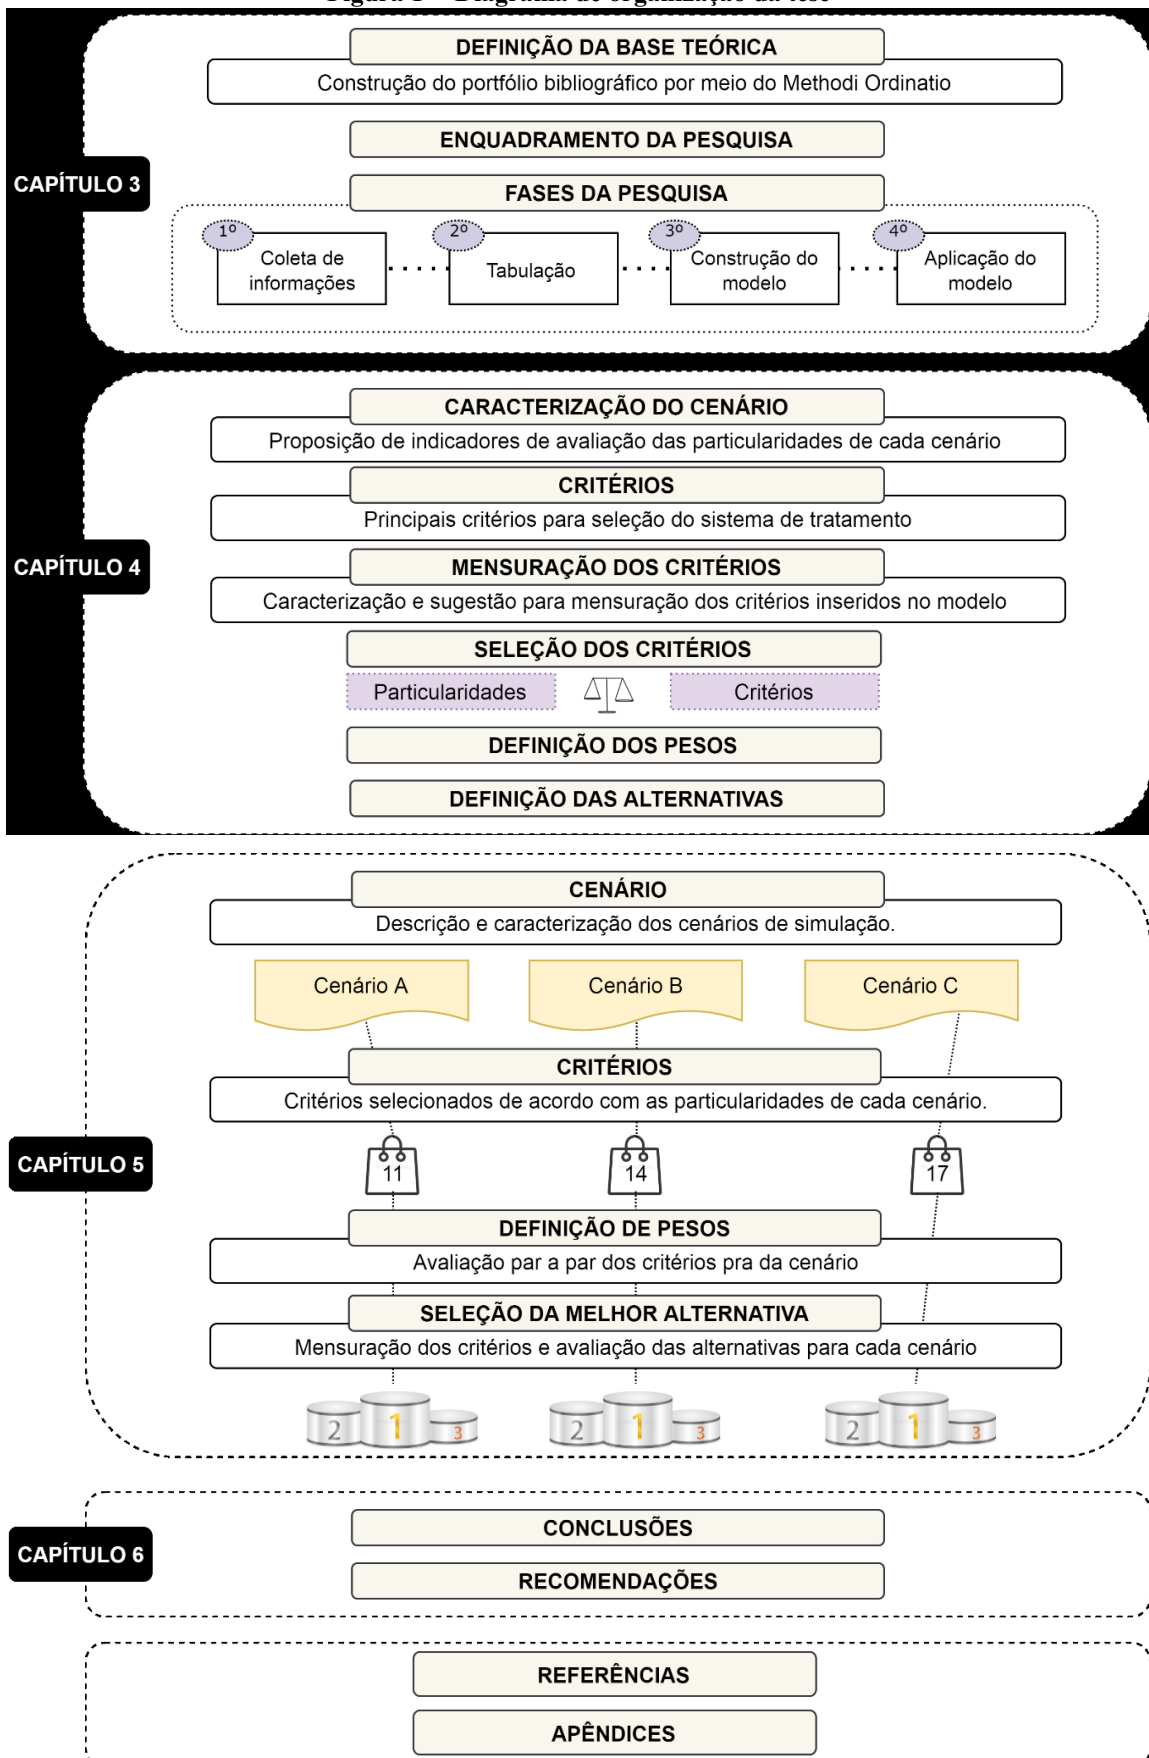 Figura 1 – Diagrama de organização da tese
DEFINIÇÃO DA BASE TEÓRICA
Construção do portfólio bibliográfico por meio do Methodi Ordinatio
ENQUADRAMENTO DA PESQUISA
CAPÍTULO 3
FASES DA PESQUISA
1º
2º
3º
4º
Coleta de
informações
Tabulação
Construção do
modelo
Aplicação do
modelo
CARACTERIZAÇÃO DO CENÁRIO
Proposição de indicadores de avaliação das particularidades de cada cenário
CRITÉRIOS
Principais critérios para seleção do sistema de tratamento
CAPÍTULO 4
MENSURAÇÃO DOS CRITÉRIOS
Caracterização e sugestão para mensuração dos critérios inseridos no modelo
SELEÇÃO DOS CRITÉRIOS
Particularidades
Critérios
DEFINIÇÃO DOS PESOS
DEFINIÇÃO DAS ALTERNATIVAS
CENÁRIO
Descrição e caracterização dos cenários de simulação.
Cenário A
Cenário B
Cenário C
CRITÉRIOS
Critérios selecionados de acordo com as particularidades de cada cenário.
CAPÍTULO 5
11
14
17
DEFINIÇÃO DE PESOS
Avaliação par a par dos critérios pra da cenário
SELEÇÃO DA MELHOR ALTERNATIVA
Mensuração dos critérios e avaliação das alternativas para cada cenário
2 1 3
2 1 3
2 1 3
CONCLUSÕES
CAPÍTULO 6
RECOMENDAÇÕES
REFERÊNCIAS
APÊNDICES